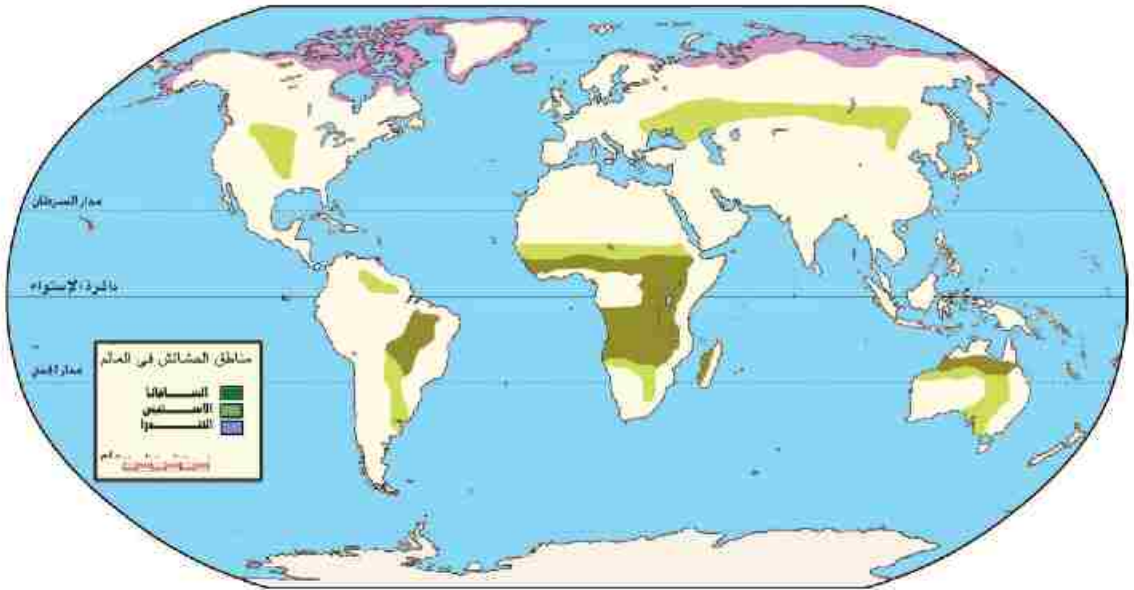 مدار السرطان
دائرة الإستواء
مدار الجدي
مناطق الحشائش في العالم
السافانا
الاستبس
التندرا